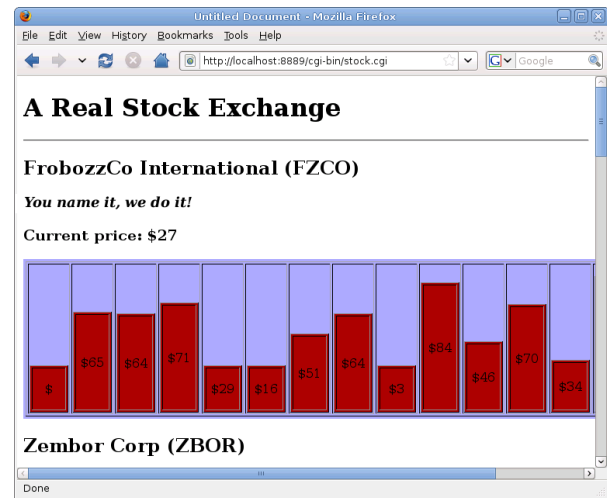 Untitled Document - Mozilla Firefox
File Edit View History Bookmarks Tools Help
http://localhost:8889/cgi-bin/stock.cgi G Google
A Real Stock Exchange
FrobozzCo International (FZCO)
You name it, we do it!
Current price: $27
$ $65 $64 $71 $29 $16 $51 $64 $3 $84 $46 $70 $34
Zembor Corp (ZBOR)
Done